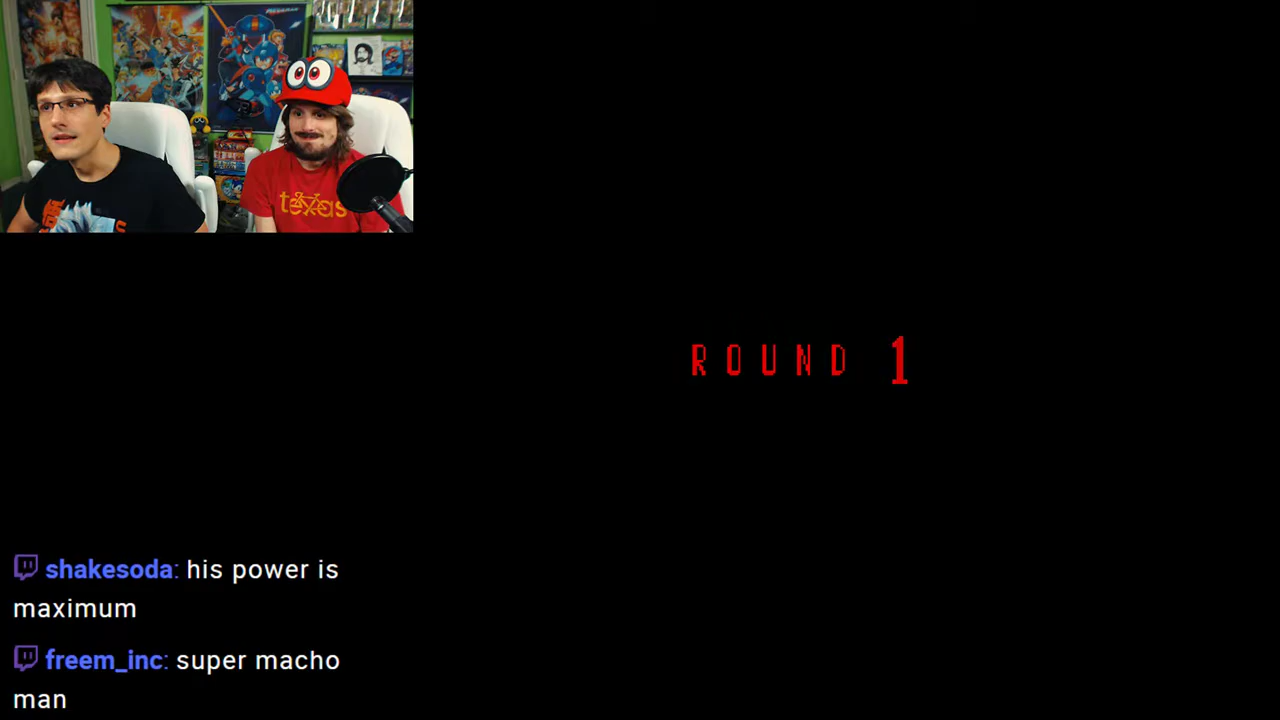 texas
ROUND 1
shakesoda: his power is
maximum
freem_inc: super macho
man